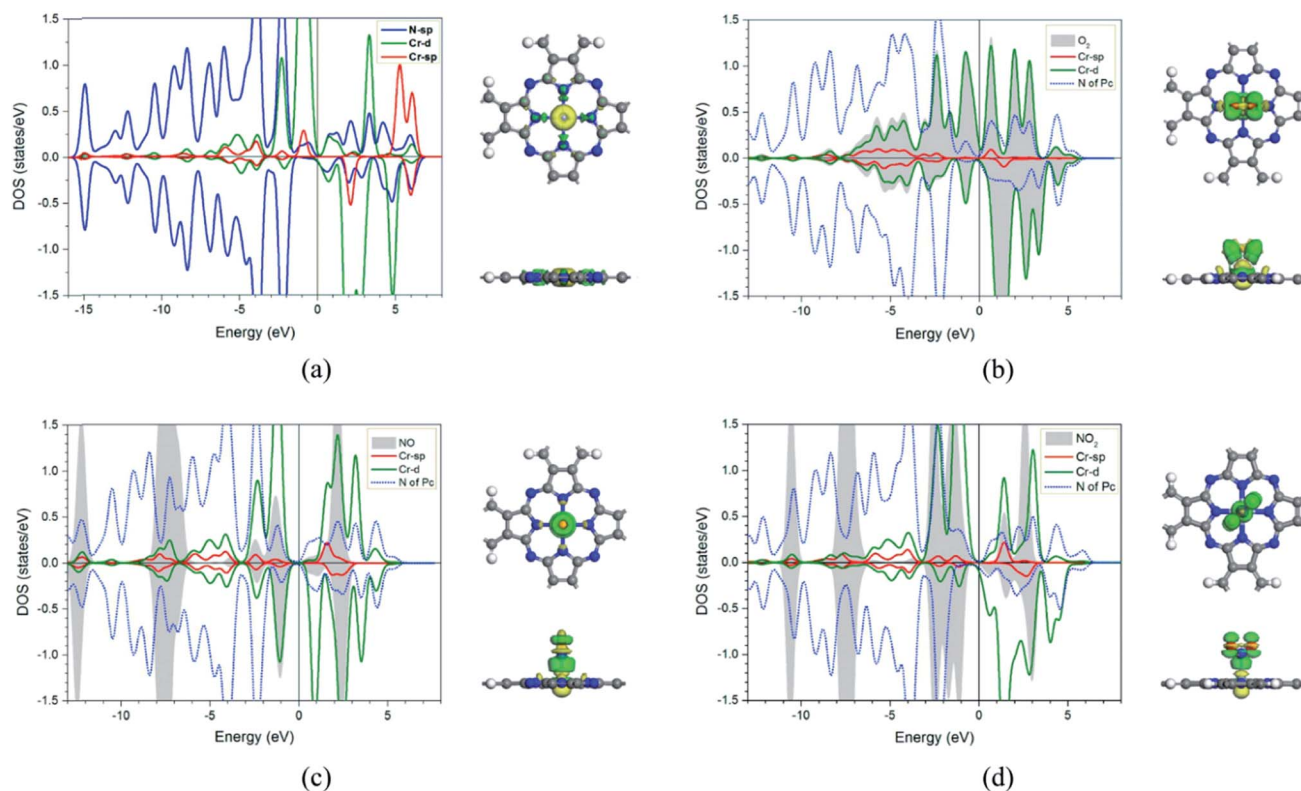 1.5
1.0
0.5
0.0
-0.5
-1.0
-1.5
DOS (states/eV)
N-sp
Cr-d
Cr-sp
-15
-10
-5
0
5
Energy (eV)
(a)
1.5
1.0
0.5
0.0
-0.5
-1.0
-1.5
DOS (states/eV)
O2
Cr-sp
Cr-d
N of Pc
-10
-5
0
5
Energy (eV)
(b)
1.5
1.0
0.5
0.0
-0.5
-1.0
-1.5
DOS (states/eV)
NO
Cr-sp
Cr-d
N of Pc
-10
-5
0
5
Energy (eV)
(c)
1.5
1.0
0.5
0.0
-0.5
-1.0
-1.5
DOS (states/eV)
NO2
Cr-sp
Cr-d
N of Pc
-10
-5
0
5
Energy (eV)
(d)